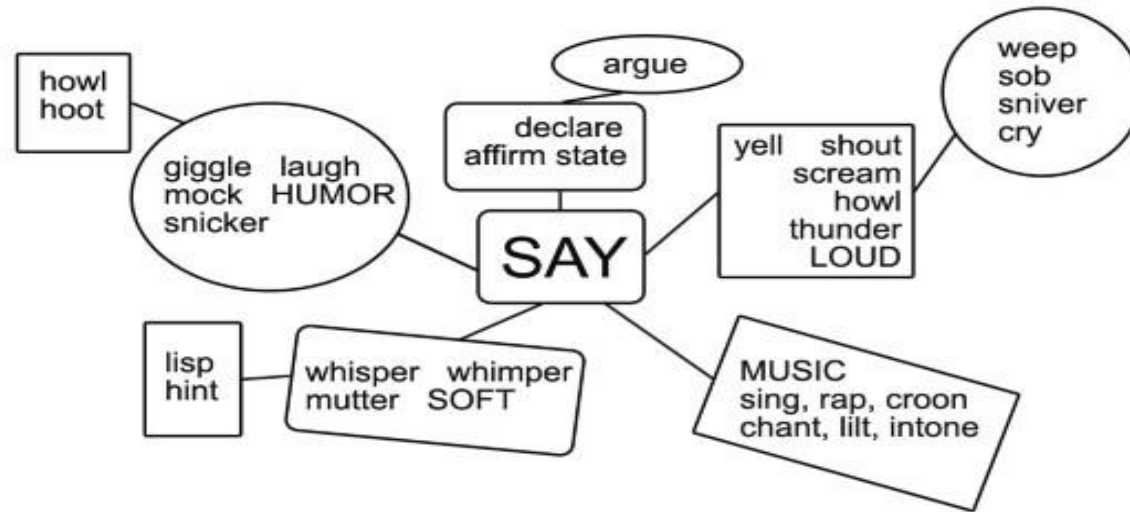 howl
hoot
giggle laugh
mock HUMOR
snicker
argue
declare
affirm state
SAY
yell shout
scream
howl
thunder
LOUD
weep
sob
sniver
cry
lisp
hint
whisper whimper
mutter SOFT
MUSIC
sing, rap, croon
chant, lilt, intone